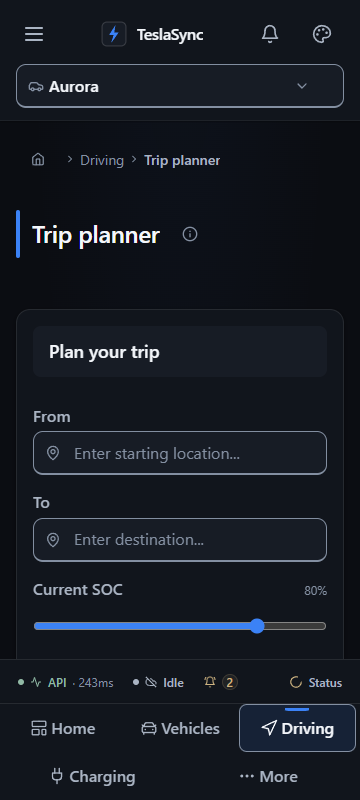 TeslaSync
Aurora
Driving Trip planner
Trip planner
Plan your trip
From
Enter starting location...
To
Enter destination...
Current SOC 80%
API · 243ms Idle 2 Status
Home Vehicles Driving
Charging More